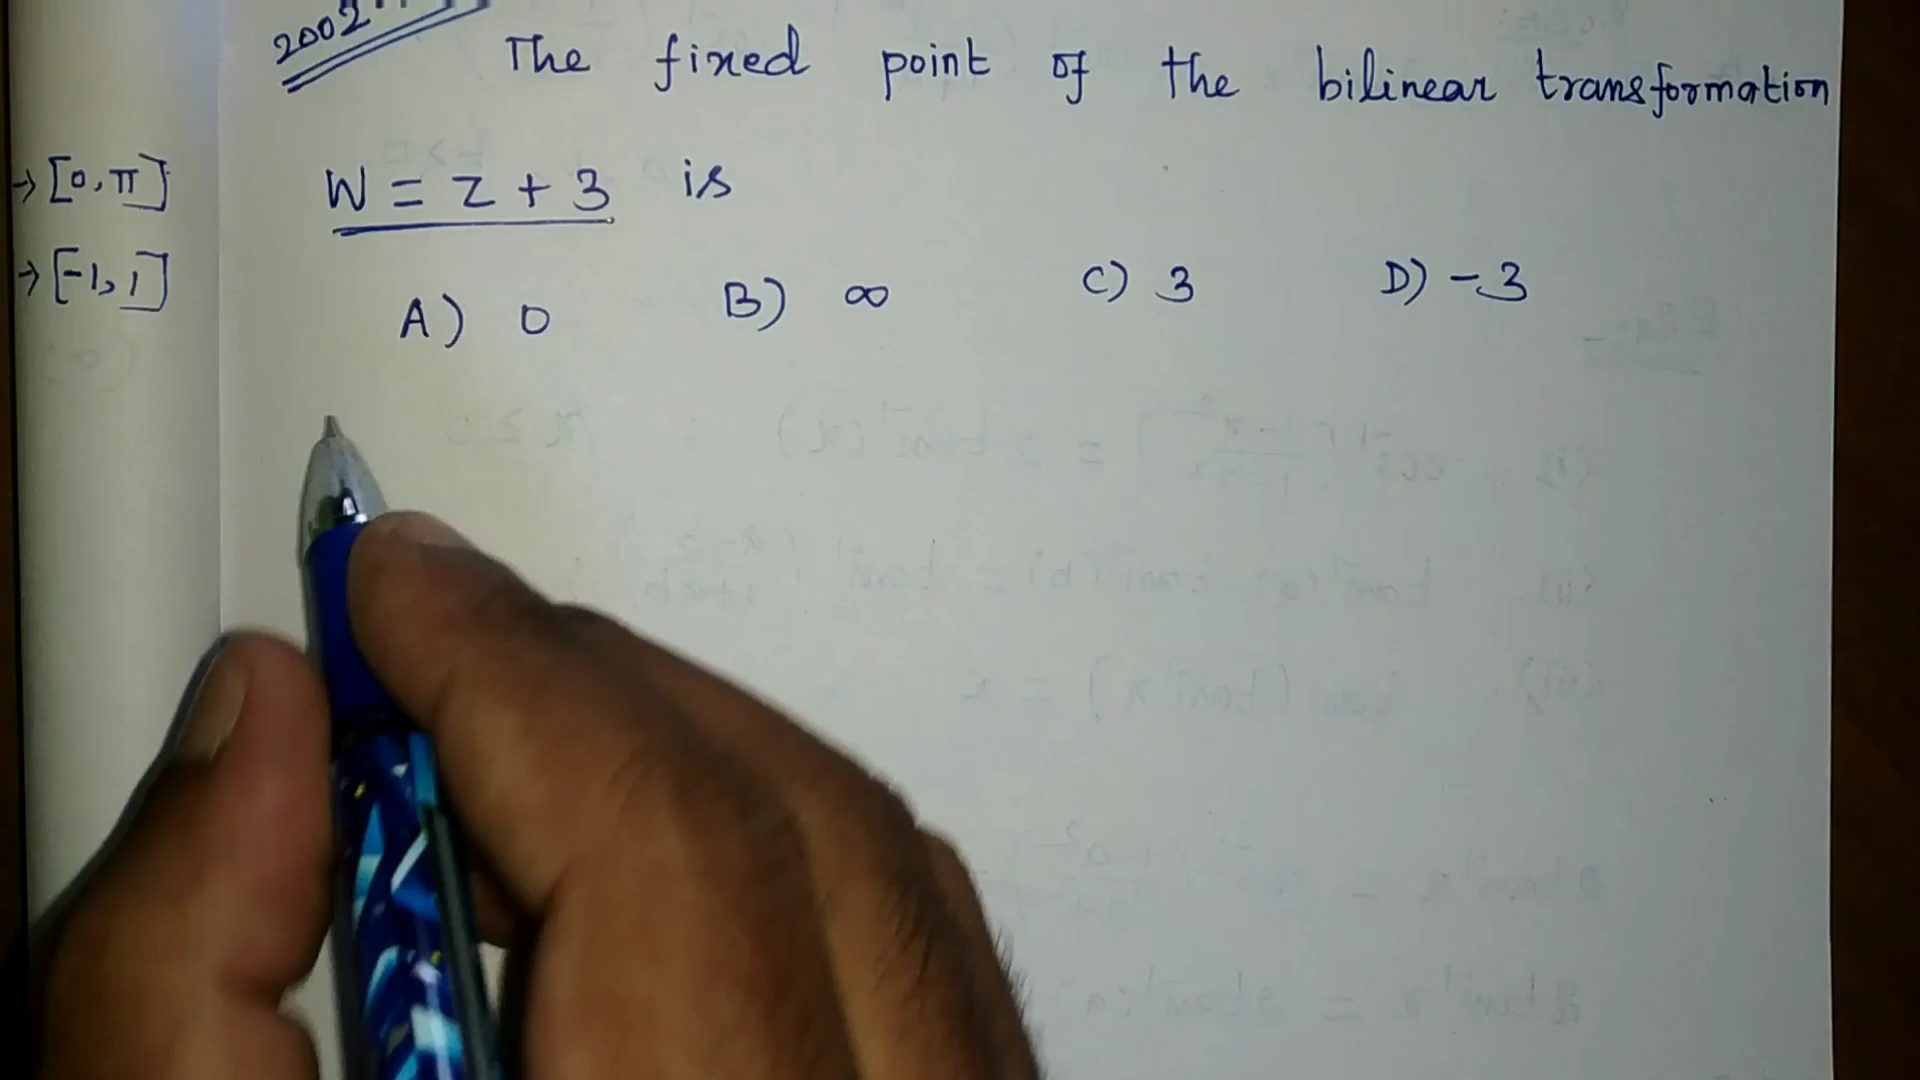 2002
The fixed point of the bilinear transformation
W = z + 3 is
A) 0 B) ∞ C) 3 D) -3
→ [0, π]
→ [-1, 1]